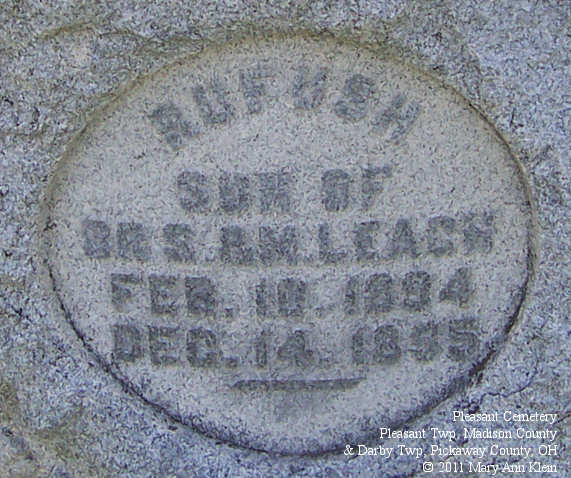 RUFUS H
SON OF
LEACH
FEB. 10. 1894
DEC. 14. 1895
Pleasant Cemetery
Pleasant Twp, Madison County
& Darby Twp, Pickaway County, OH
© 2011 Mary Ann Klein